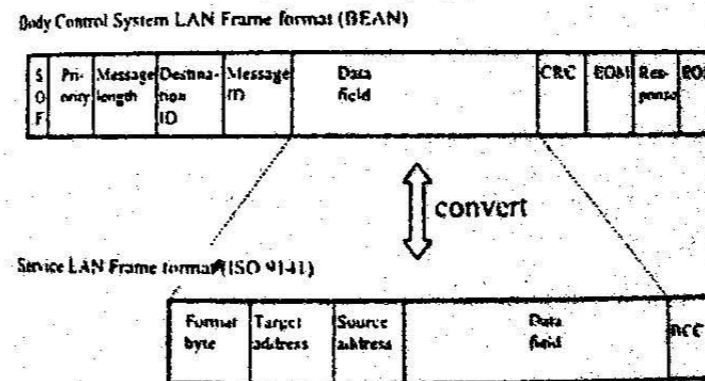 Body Control System LAN Frame format (BEAN)
S O F
Pri-
ority
Message
length
Destina-
tion
ID
Message
ID
Data
field
CRC
EOM
Res-
ponse
convert
Service LAN Frame format (ISO 9141)
Format
byte
Target
address
Source
address
Data
field
BCC